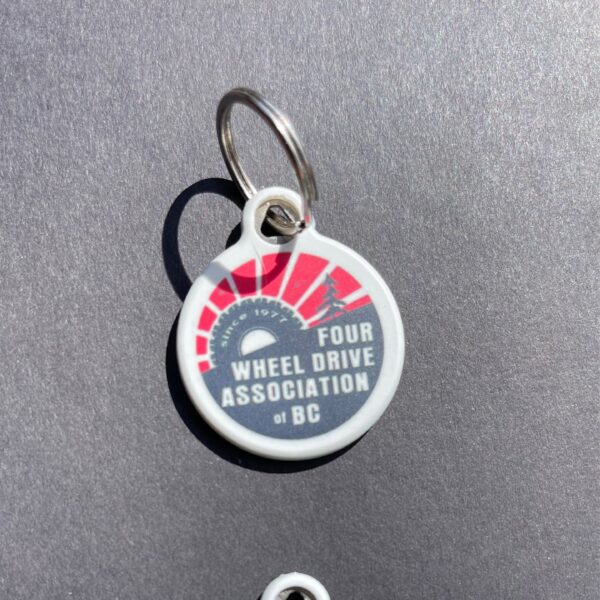 since 1977
FOUR
WHEEL DRIVE
ASSOCIATION
of BC